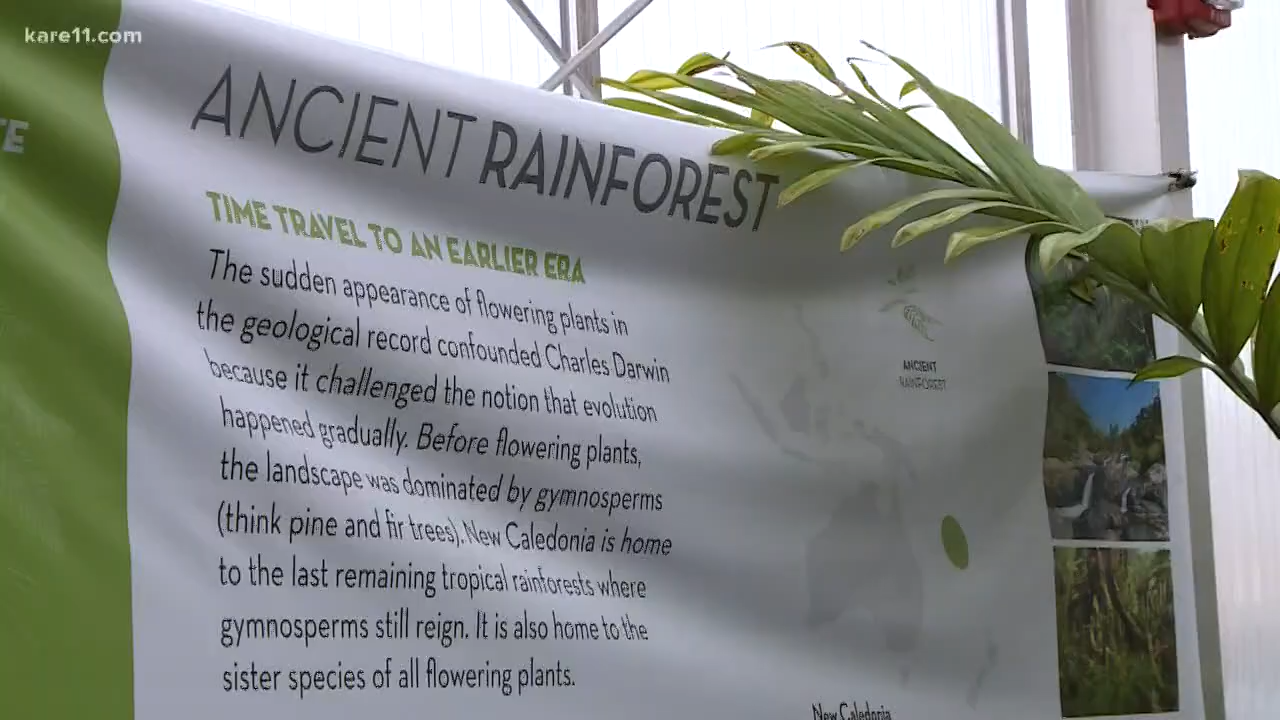 kare11.com
TE
ANCIENT RAINFOREST
TIME TRAVEL TO AN EARLIER ERA
The sudden appearance of flowering plants in
the geological record confounded Charles Darwin
because it challenged the notion that evolution
happened gradually. Before flowering plants,
the landscape was dominated by gymnosperms
(think pine and fir trees). New Caledonia is home
to the last remaining tropical rainforests where
gymnosperms still reign. It is also home to the
sister species of all flowering plants.
ANCIENT
RAINFOREST
New Caledonia